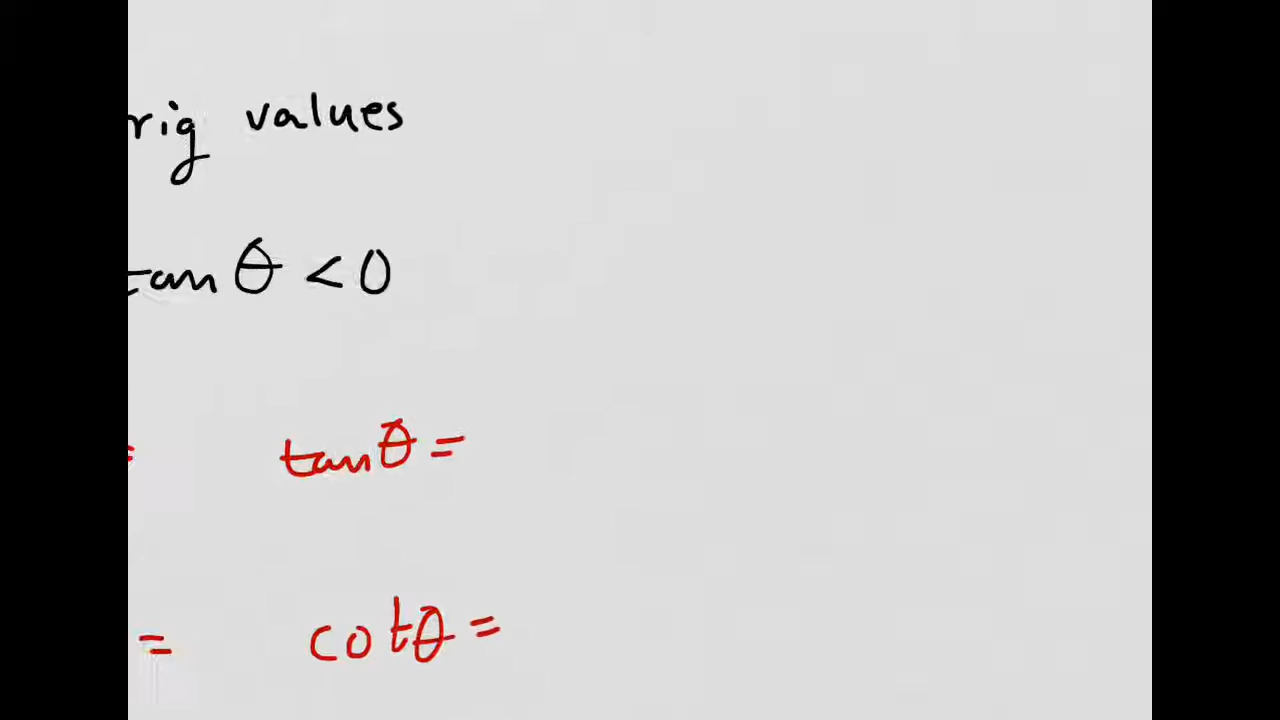 rig values
tan θ < 0
= tan θ =
= cot θ =